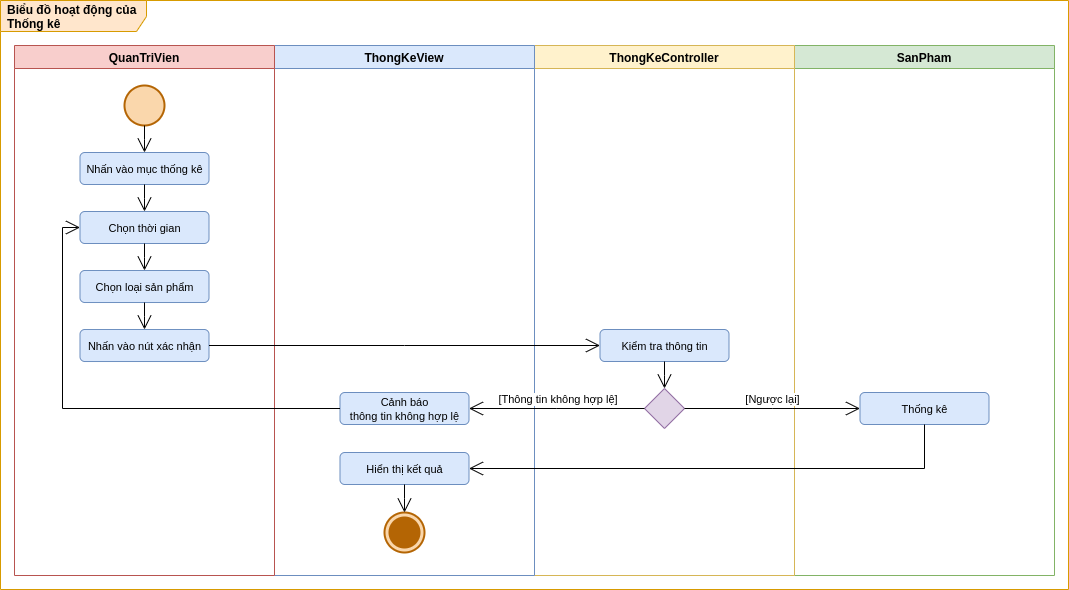 Biểu đồ hoạt động của
Thống kê
QuanTriVien
ThongKeView
ThongKeController
SanPham
Nhấn vào mục thống kê
Chọn thời gian
Chọn loại sản phẩm
Nhấn vào nút xác nhận
Kiểm tra thông tin
[Thông tin không hợp lệ]
[Ngược lại]
Cảnh báo
thông tin không hợp lệ
Thống kê
Hiển thị kết quả